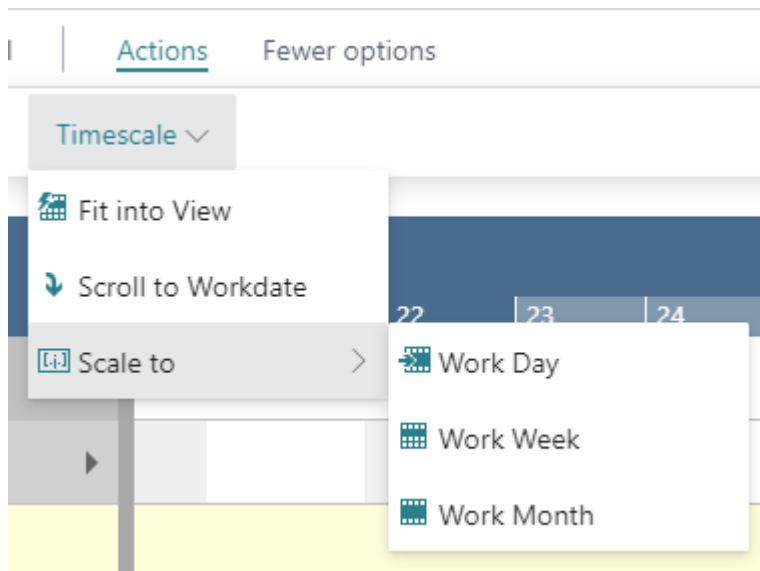 Actions Fewer options
Timescale
Fit into View
Scroll to Workdate
22 23 24
Scale to
Work Day
Work Week
Work Month